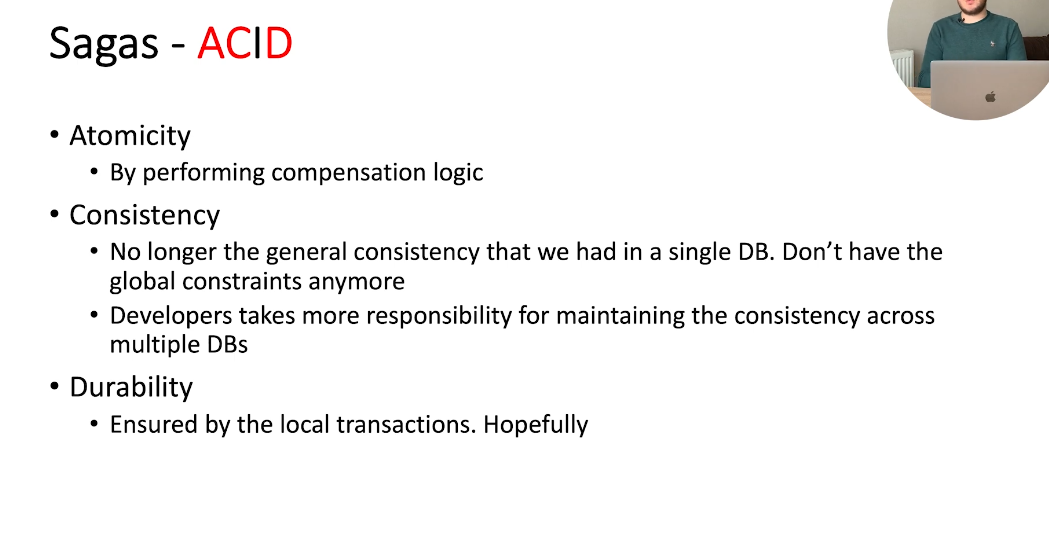 Sagas - ACID
• Atomicity
• By performing compensation logic
• Consistency
• No longer the general consistency that we had in a single DB. Don’t have the
global constraints anymore
• Developers takes more responsibility for maintaining the consistency across
multiple DBs
• Durability
• Ensured by the local transactions. Hopefully